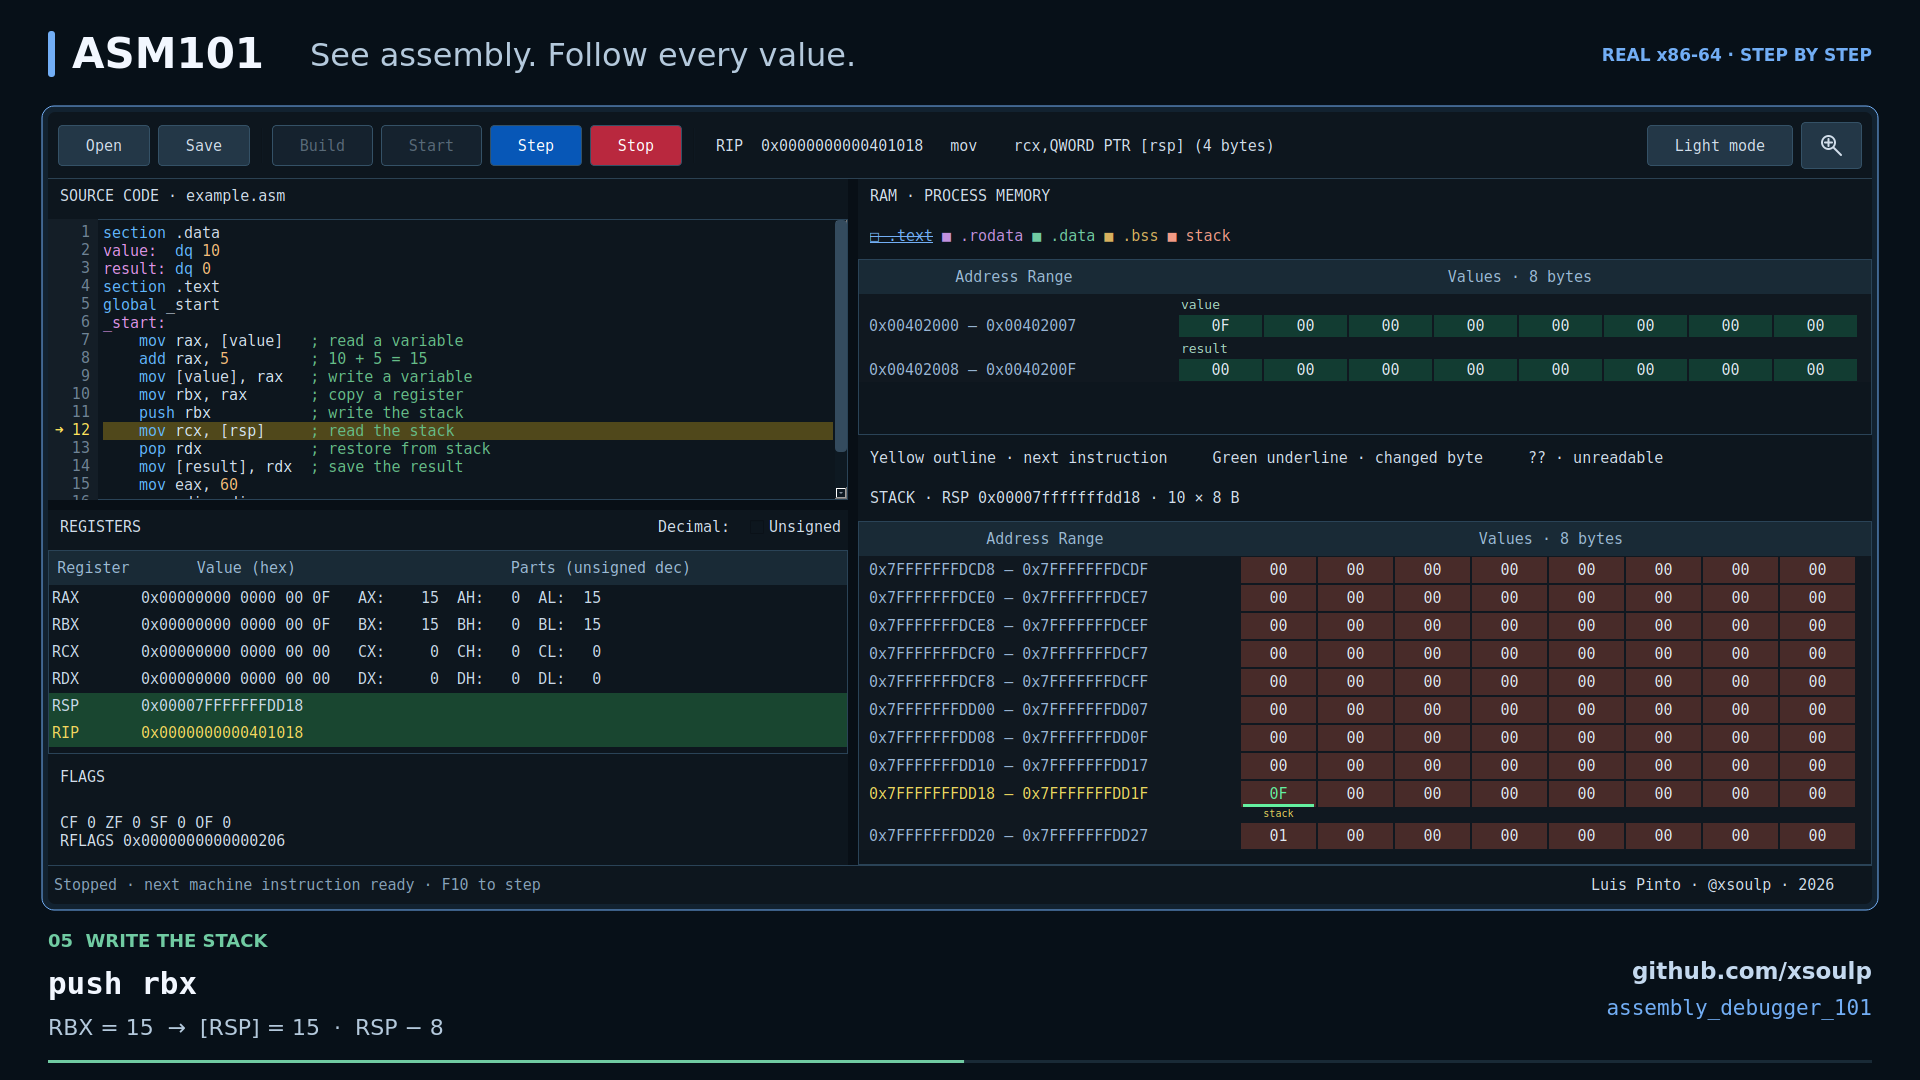 ASM101 See assembly. Follow every value. REAL x86-64 · STEP BY STEP
Open Save Build Start Step Stop RIP 0x0000000000401018 mov rcx,QWORD PTR [rsp] (4 bytes) Light mode
SOURCE CODE · example.asm
1 section .data
2 value: dq 10
3 result: dq 0
4 section .text
5 global _start
6 _start:
7 mov rax, [value] ; read a variable
8 add rax, 5 ; 10 + 5 = 15
9 mov [value], rax ; write a variable
10 mov rbx, rax ; copy a register
11 push rbx ; write the stack
➔ 12 mov rcx, [rsp] ; read the stack
13 pop rdx ; restore from stack
14 mov [result], rdx ; save the result
15 mov eax, 60
REGISTERS Decimal: Unsigned
Register Value (hex) Parts (unsigned dec)
RAX 0x00000000 0000 00 0F AX: 15 AH: 0 AL: 15
RBX 0x00000000 0000 00 0F BX: 15 BH: 0 BL: 15
RCX 0x00000000 0000 00 00 CX: 0 CH: 0 CL: 0
RDX 0x00000000 0000 00 00 DX: 0 DH: 0 DL: 0
RSP 0x00007FFFFFFFDD18
RIP 0x0000000000401018
FLAGS
CF 0 ZF 0 SF 0 OF 0
RFLAGS 0x0000000000000206
RAM · PROCESS MEMORY
□ .text ■ .rodata ■ .data ■ .bss ■ stack
Address Range Values · 8 bytes
value
0x00402000 — 0x00402007 0F 00 00 00 00 00 00 00
result
0x00402008 — 0x0040200F 00 00 00 00 00 00 00 00
Yellow outline · next instruction Green underline · changed byte ?? · unreadable
STACK · RSP 0x00007fffffffdd18 · 10 × 8 B
Address Range Values · 8 bytes
0x7FFFFFFFDCD8 — 0x7FFFFFFFDCDF 00 00 00 00 00 00 00 00
0x7FFFFFFFDCE0 — 0x7FFFFFFFDCE7 00 00 00 00 00 00 00 00
0x7FFFFFFFDCE8 — 0x7FFFFFFFDCEF 00 00 00 00 00 00 00 00
0x7FFFFFFFDCF0 — 0x7FFFFFFFDCF7 00 00 00 00 00 00 00 00
0x7FFFFFFFDCF8 — 0x7FFFFFFFDCFF 00 00 00 00 00 00 00 00
0x7FFFFFFFDD00 — 0x7FFFFFFFDD07 00 00 00 00 00 00 00 00
0x7FFFFFFFDD08 — 0x7FFFFFFFDD0F 00 00 00 00 00 00 00 00
0x7FFFFFFFDD10 — 0x7FFFFFFFDD17 00 00 00 00 00 00 00 00
0x7FFFFFFFDD18 — 0x7FFFFFFFDD1F 0F 00 00 00 00 00 00 00
stack
0x7FFFFFFFDD20 — 0x7FFFFFFFDD27 01 00 00 00 00 00 00 00
Stopped · next machine instruction ready · F10 to step Luis Pinto · @xsoulp · 2026
05 WRITE THE STACK
push rbx
RBX = 15 → [RSP] = 15 · RSP − 8
github.com/xsoulp
assembly_debugger_101